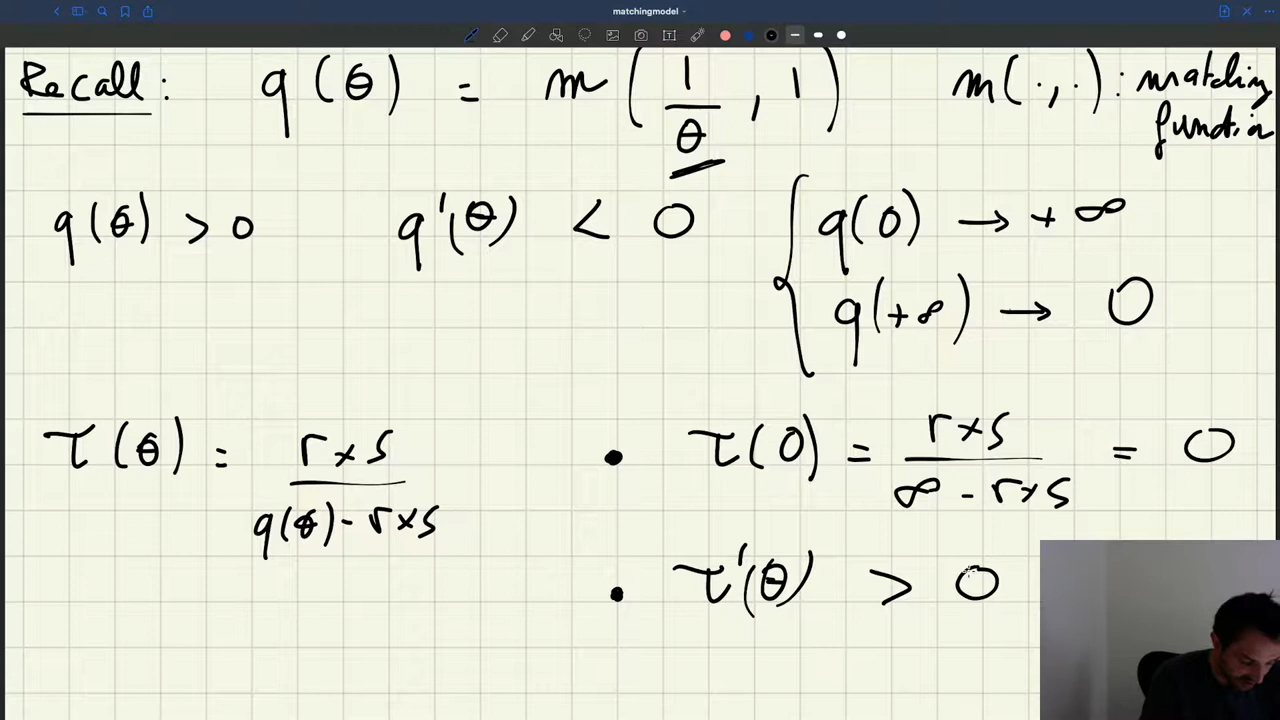 matchingmodel
Recall: q(θ) = m(1/θ, 1) m(·,·): matching
function
q(θ) > 0 q'(θ) < 0 { q(0) → +∞
q(+∞) → 0
τ(θ) = r×s / (q(θ) - r×s) • τ(0) = r×s / (∞ - r×s) = 0
• τ'(θ) > 0